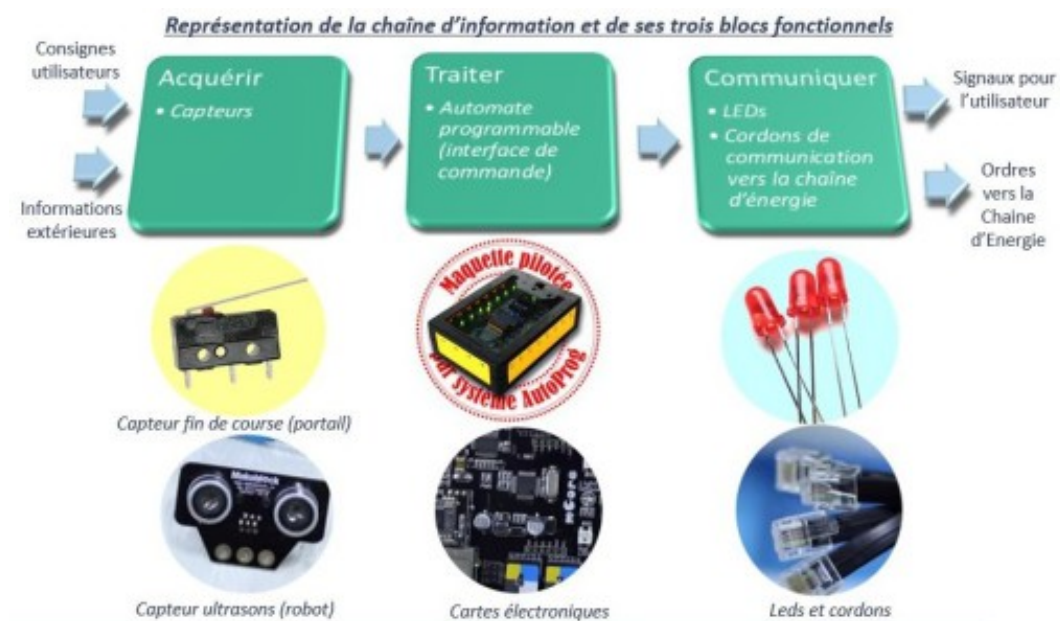 Représentation de la chaîne d'information et de ses trois blocs fonctionnels
Consignes
utilisateurs
Informations
extérieures
Acquérir
• Capteurs
Traiter
• Automate
programmable
(interface de
commande)
Communiquer
• LEDs
• Cordons de
communication
vers la chaîne
d'énergie
Signaux pour
l'utilisateur
Ordres
vers la
Chaine
d'Energie
Maquette pilotée
par système AutoProg
Capteur fin de course (portail)
Makeblock
mCore
Capteur ultrasons (robot)
Cartes électroniques
Leds et cordons